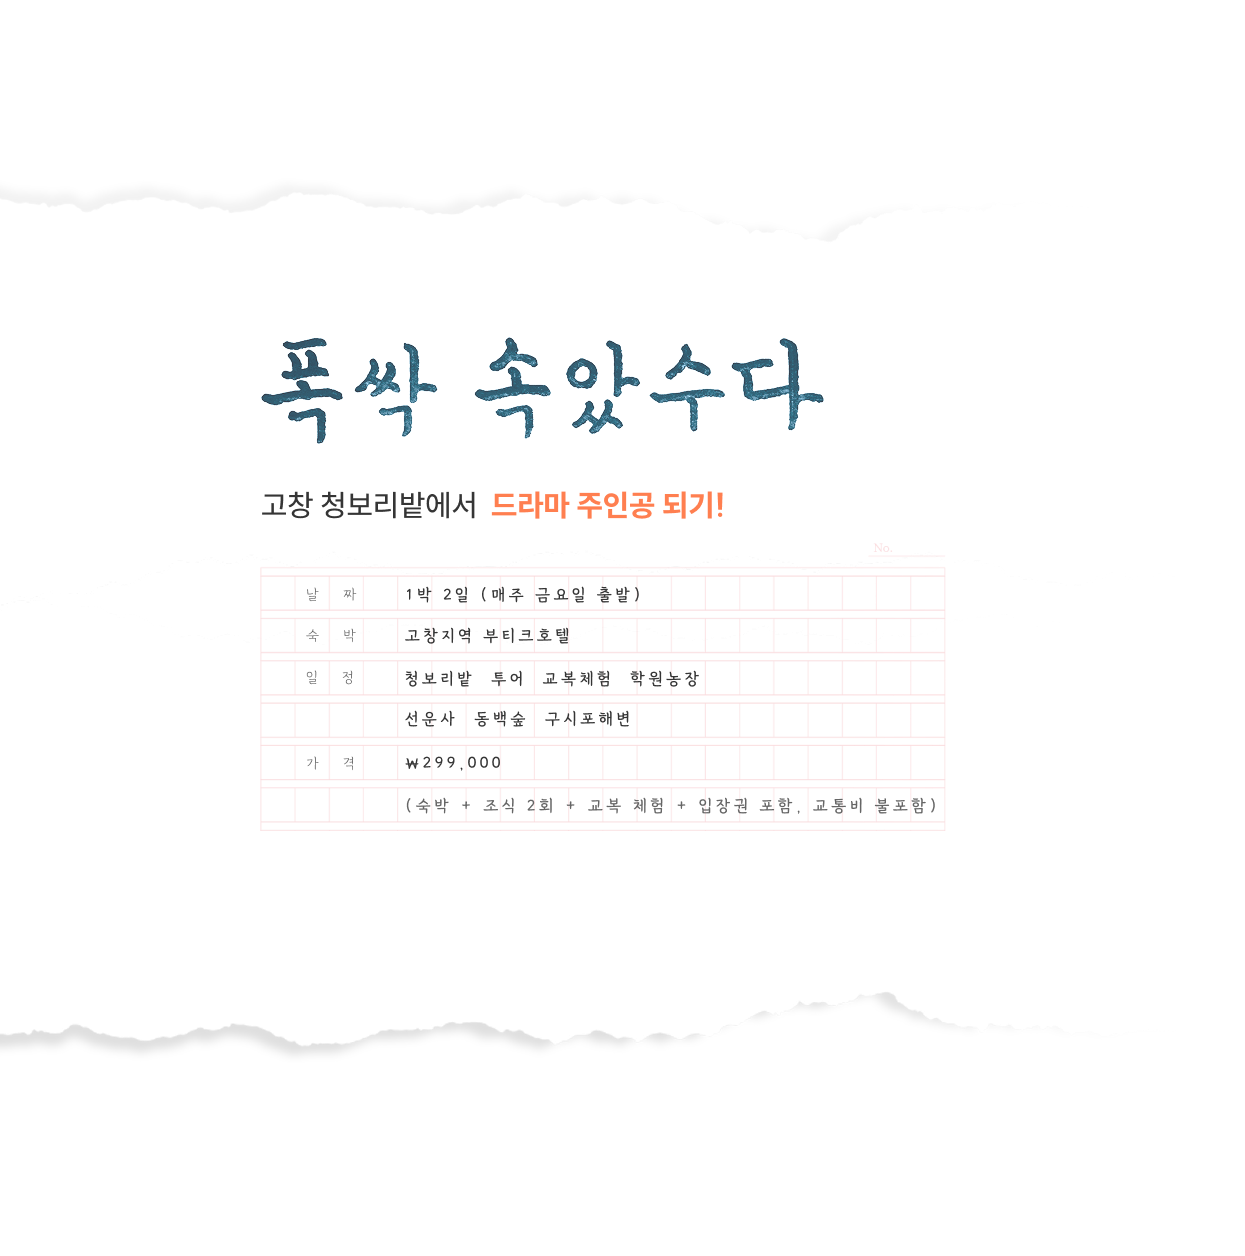 폭싹 속았수다
고창 청보리밭에서 드라마 주인공 되기!
No.
날 짜 1박 2일 (매주 금요일 출발)
숙 박 고창지역 부티크호텔
일 정 청보리밭 투어 교복체험 학원농장
선운사 동백숲 구시포해변
가 격 ₩299,000
(숙박 + 조식 2회 + 교복 체험 + 입장권 포함, 교통비 불포함)